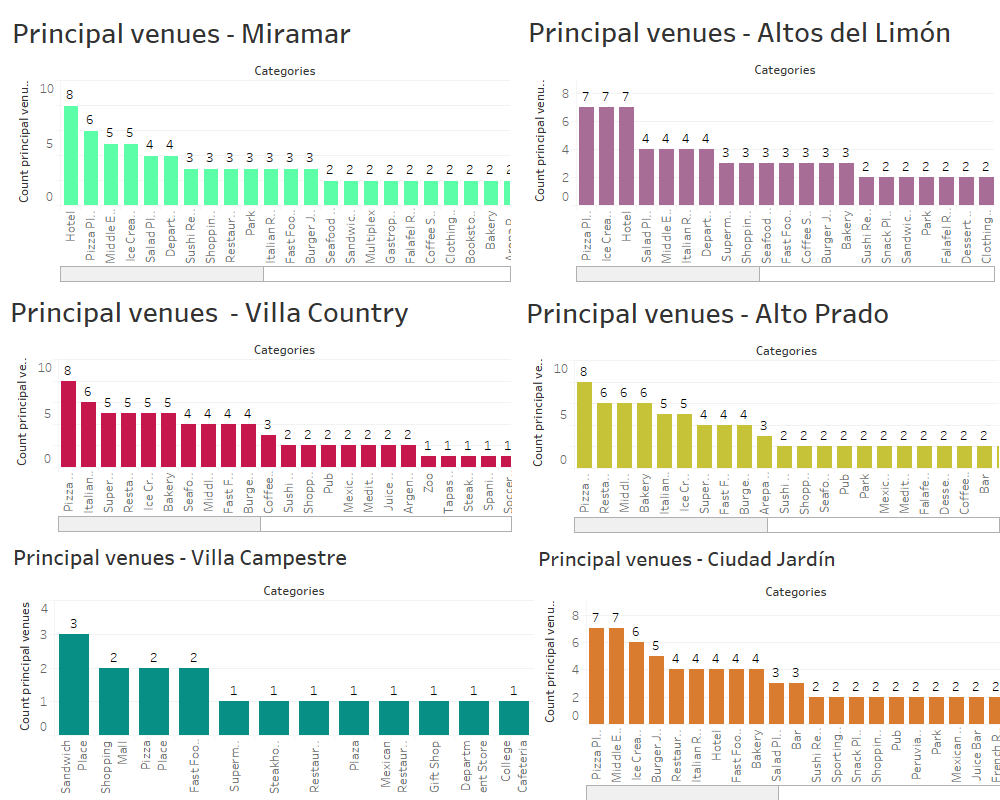 Principal venues - Miramar
Categories
Count principal venu..
10
5
0
8 6 5 5 4 4 3 3 3 3 3 3 3 2 2 2 2 2 2 2 2 2 2
Hotel
Pizza Pl..
Middle E..
Ice Crea..
Salad Pl..
Depart..
Sushi Re..
Shoppin..
Restaur..
Park
Italian R..
Fast Foo..
Burger J..
Seafood ..
Sandwic..
Multiplex
Gastrop..
Falafel R..
Coffee S..
Clothing..
Booksto..
Bakery
Principal venues - Altos del Limón
Categories
Count principal venu..
8
6
4
2
0
7 7 7 4 4 4 4 3 3 3 3 3 3 3 2 2 2 2 2 2 2
Pizza Pl..
Ice Crea..
Hotel
Salad Pl..
Middle E..
Italian R..
Depart..
Superm..
Shoppin..
Seafood ..
Fast Foo..
Coffee S..
Burger J..
Bakery
Sushi Re..
Snack Pl..
Sandwic..
Park
Falafel R..
Dessert ..
Clothing..
Principal venues - Villa Country
Categories
Count principal ve..
10
5
0
8 6 5 5 5 5 4 4 4 4 3 2 2 2 2 2 2 2 1 1 1 1 1
Pizza ..
Italian..
Super..
Resta..
Ice Cr..
Bakery
Seafo..
Middl..
Fast F..
Burge..
Coffee..
Sushi ..
Shopp..
Pub
Mexic..
Medit..
Juice ..
Argen..
Zoo
Tapas..
Steak..
Spani..
Soccer
Principal venues - Alto Prado
Categories
Count principal ve..
10
5
0
8 6 6 6 5 5 4 4 4 3 2 2 2 2 2 2 2 2 2 2 2
Pizza ..
Resta..
Middl..
Bakery
Italian..
Ice Cr..
Super..
Fast F..
Burge..
Arepa ..
Sushi ..
Shopp..
Seafo..
Pub
Park
Mexic..
Medit..
Falafe..
Desse..
Coffee..
Bar
Principal venues - Villa Campestre
Categories
Count principal venues
4
3
2
1
0
3 2 2 2 1 1 1 1 1 1 1 1
Sandwich
Place
Shopping
Mall
Pizza
Place
Fast Foo..
Superm..
Steakho..
Restaur..
Plaza
Mexican
Restaur..
Gift Shop
Departm
ent Store
College
Cafeteria
Principal venues - Ciudad Jardín
Categories
Count principal venu..
8
6
4
2
0
7 7 6 5 4 4 4 4 4 3 3 2 2 2 2 2 2 2 2 2 2
Pizza Pl..
Middle E..
Ice Crea..
Burger J..
Restaur..
Italian R..
Hotel
Fast Foo..
Bakery
Salad Pl..
Bar
Sushi Re..
Sporting..
Snack Pl..
Shoppin..
Pub
Peruvia..
Park
Mexican ..
Juice Bar
French R